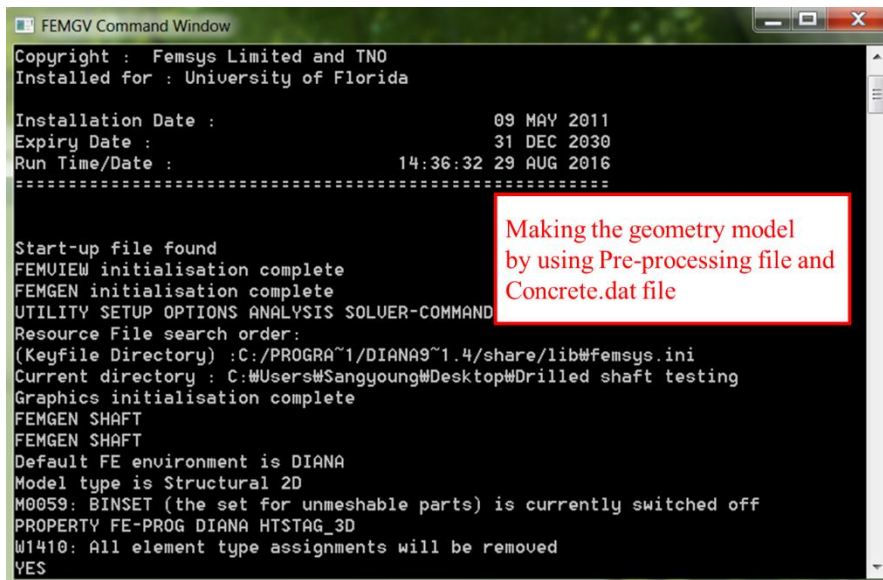 FEMGV Command Window
Copyright :  Femsys Limited and TNO
Installed for : University of Florida
Installation Date :                          09 MAY 2011
Expiry Date :                                31 DEC 2030
Run Time/Date :                     14:36:32 29 AUG 2016
========================================================
Making the geometry model
by using Pre-processing file and
Concrete.dat file
Start-up file found
FEMVIEW initialisation complete
FEMGEN initialisation complete
UTILITY SETUP OPTIONS ANALYSIS SOLVER-COMMAND
Resource File search order:
(Keyfile Directory) :C:/PROGRA~1/DIANA9~1.4/share/lib₩femsys.ini
Current directory : C:₩Users₩Sangyoung₩Desktop₩Drilled shaft testing
Graphics initialisation complete
FEMGEN SHAFT
FEMGEN SHAFT
Default FE environment is DIANA
Model type is Structural 2D
M0059: BINSET (the set for unmeshable parts) is currently switched off
PROPERTY FE-PROG DIANA HTSTAG_3D
W1410: All element type assignments will be removed
YES